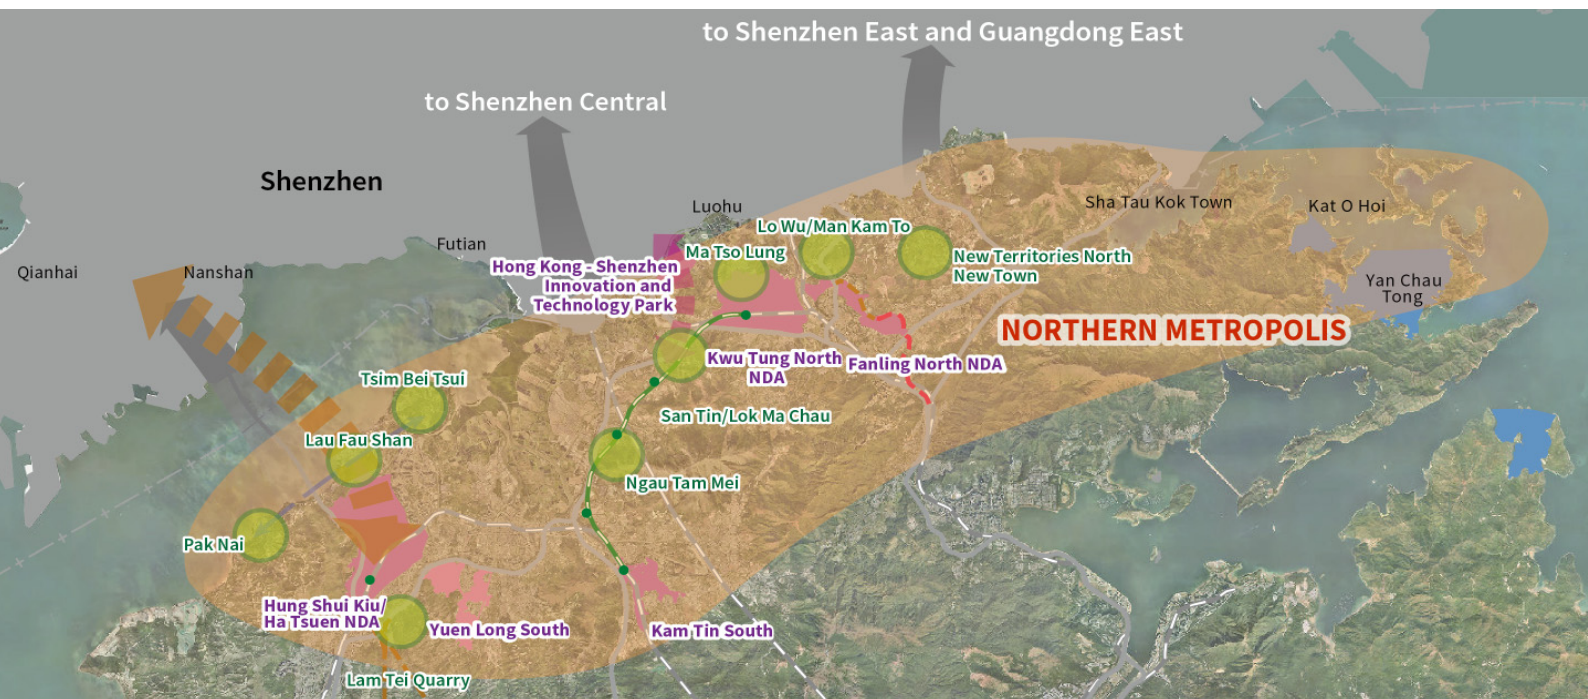 to Shenzhen East and Guangdong East
to Shenzhen Central
Shenzhen
Luohu
Sha Tau Kok Town
Kat O Hoi
Lo Wu/Man Kam To
Futian
Ma Tso Lung
New Territories North
New Town
Qianhai
Nanshan
Hong Kong - Shenzhen
Innovation and
Technology Park
Yan Chau
Tong
NORTHERN METROPOLIS
Kwu Tung North
NDA
Fanling North NDA
Tsim Bei Tsui
San Tin/Lok Ma Chau
Lau Fau Shan
Ngau Tam Mei
Pak Nai
Hung Shui Kiu/
Ha Tsuen NDA
Yuen Long South
Kam Tin South
Lam Tei Quarry